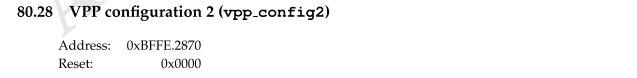 80.28 VPP configuration 2 (vpp_config2)
Address: 0xBFFE.2870
Reset: 0x0000